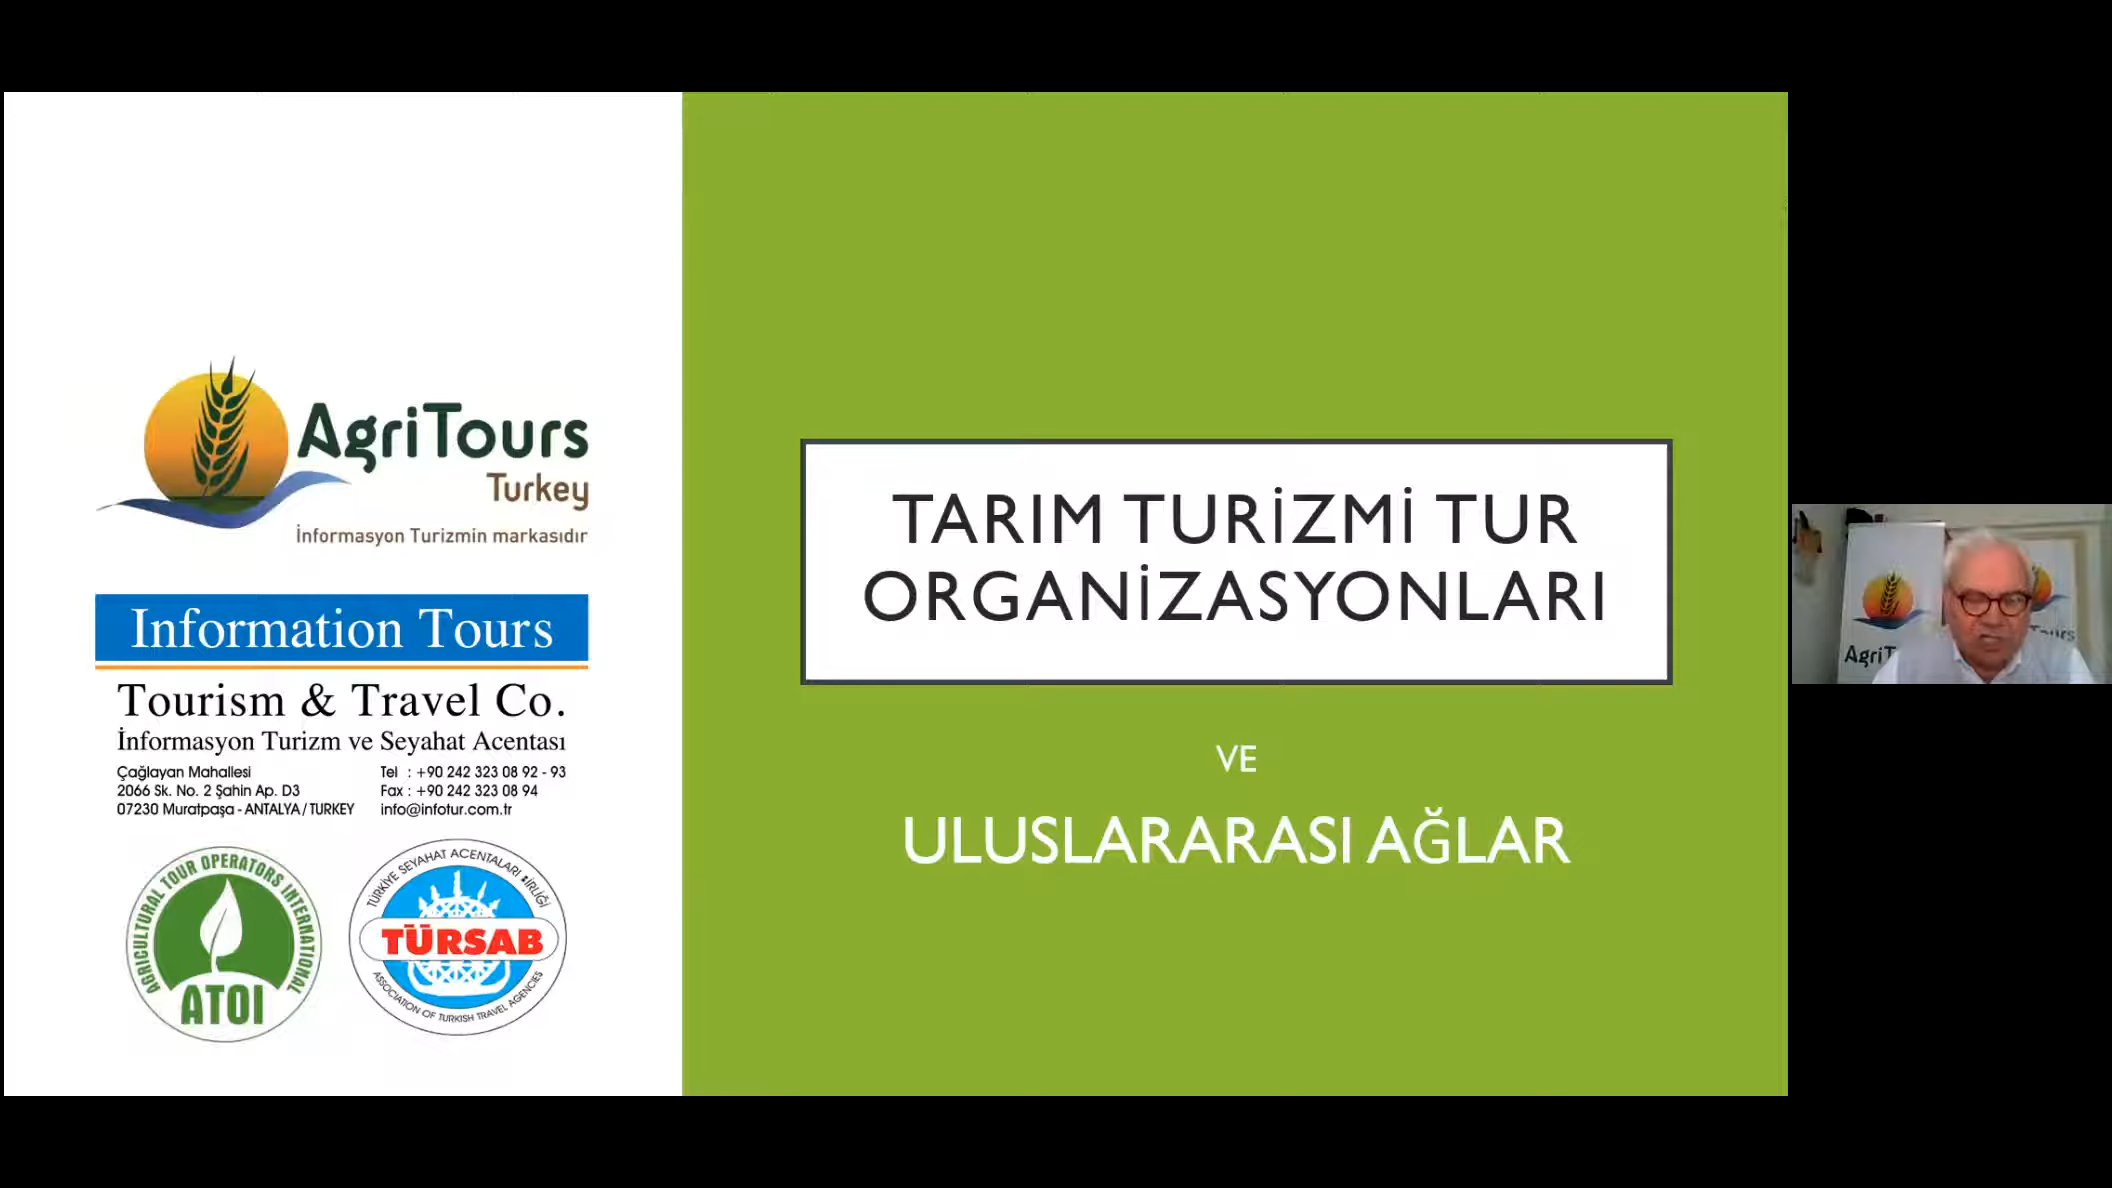 AgriTours
Turkey
İnformasyon Turizmin markasıdır
Information Tours
Tourism & Travel Co.
İnformasyon Turizm ve Seyahat Acentası
Çağlayan Mahallesi
2066 Sk. No. 2 Şahin Ap. D3
07230 Muratpaşa - ANTALYA / TURKEY
Tel : +90 242 323 08 92 - 93
Fax : +90 242 323 08 94
info@infotur.com.tr
AGRICULTURAL TOUR OPERATORS INTERNATIONAL
ATOI
TÜRKİYE SEYAHAT ACENTALARI BİRLİĞİ
TÜRSAB
ASSOCIATION OF TURKISH TRAVEL AGENCIES
TARIM TURİZMİ TUR
ORGANİZASYONLARI
VE
ULUSLARARASI AĞLAR
AgriT